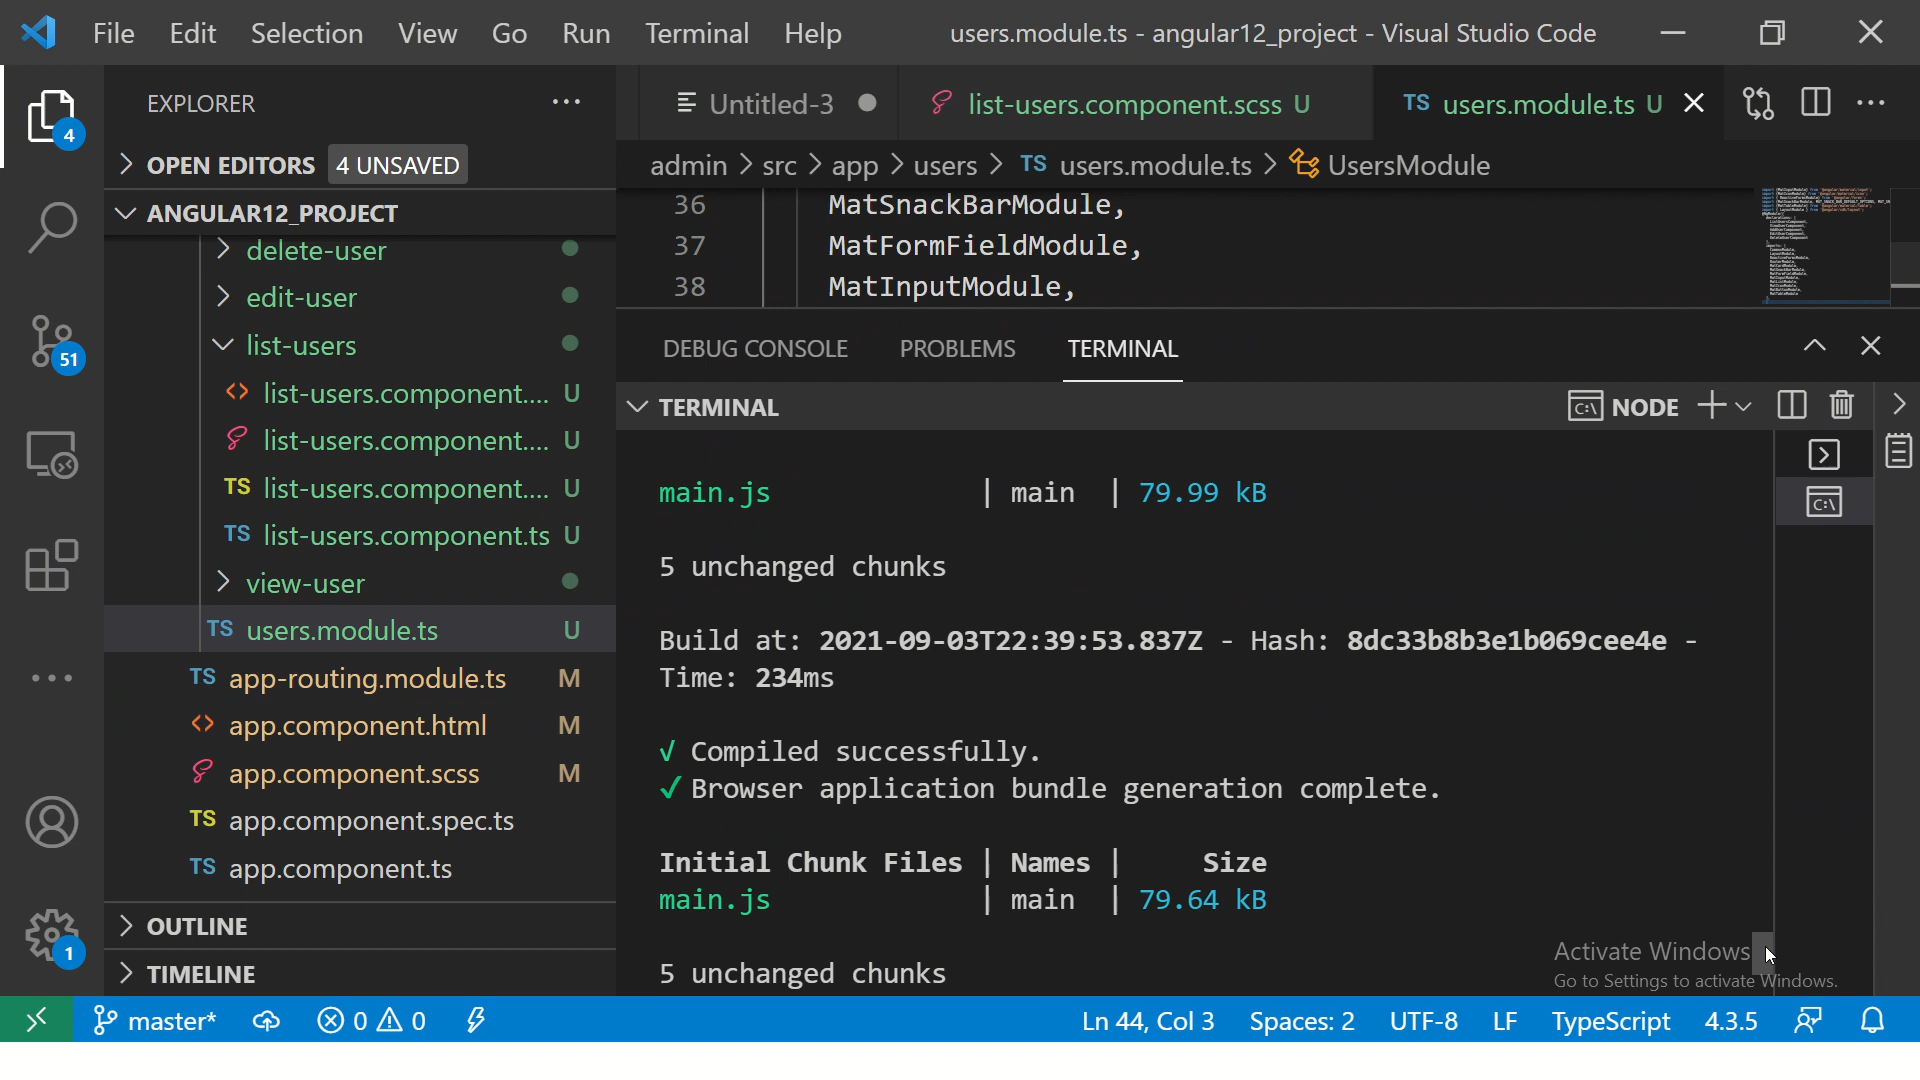 File Edit Selection View Go Run Terminal Help users.module.ts - angular12_project - Visual Studio Code
EXPLORER
Untitled-3
list-users.component.scss U
TS users.module.ts U
4
OPEN EDITORS 4 UNSAVED
admin > src > app > users > TS users.module.ts > UsersModule
ANGULAR12_PROJECT
36 MatSnackBarModule,
37 MatFormFieldModule,
38 MatInputModule,
delete-user
edit-user
list-users
51
list-users.component.... U
list-users.component.... U
TS list-users.component.... U
TS list-users.component.ts U
view-user
TS users.module.ts U
TS app-routing.module.ts M
app.component.html M
app.component.scss M
TS app.component.spec.ts
TS app.component.ts
OUTLINE
1
TIMELINE
DEBUG CONSOLE PROBLEMS TERMINAL
TERMINAL
C:\ NODE
C:\
main.js | main | 79.99 kB
5 unchanged chunks
Build at: 2021-09-03T22:39:53.837Z - Hash: 8dc33b8b3e1b069cee4e -
Time: 234ms
√ Compiled successfully.
✓ Browser application bundle generation complete.
Initial Chunk Files | Names | Size
main.js | main | 79.64 kB
5 unchanged chunks
Activate Windows
Go to Settings to activate Windows.
master* 0 0 Ln 44, Col 3 Spaces: 2 UTF-8 LF TypeScript 4.3.5